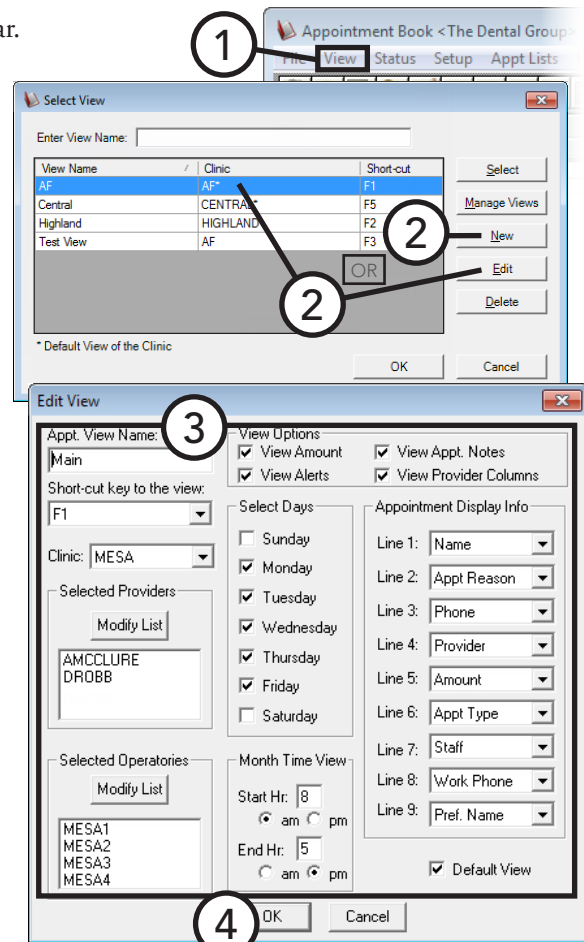 ar.
1
Appointment Book <The Dental Group>
File View Status Setup Appt Lists
Select View
Enter View Name:
View Name / Clinic Short-cut
AF AF* F1
Central CENTRAL* F5
Highland HIGHLAND F2
Test View AF F3
Select
Manage Views
New
Edit
Delete
2
OR
2
* Default View of the Clinic
OK Cancel
Edit View
3
Appt. View Name:
Main
Short-cut key to the view:
F1
Clinic: MESA
Selected Providers
Modify List
AMCCLURE
DROBB
Selected Operatories
Modify List
MESA1
MESA2
MESA3
MESA4
View Options
View Amount View Appt. Notes
View Alerts View Provider Columns
Select Days
Sunday
Monday
Tuesday
Wednesday
Thursday
Friday
Saturday
Month Time View
Start Hr: 8
am pm
End Hr: 5
am pm
Appointment Display Info
Line 1: Name
Line 2: Appt Reason
Line 3: Phone
Line 4: Provider
Line 5: Amount
Line 6: Appt Type
Line 7: Staff
Line 8: Work Phone
Line 9: Pref. Name
Default View
4
OK Cancel